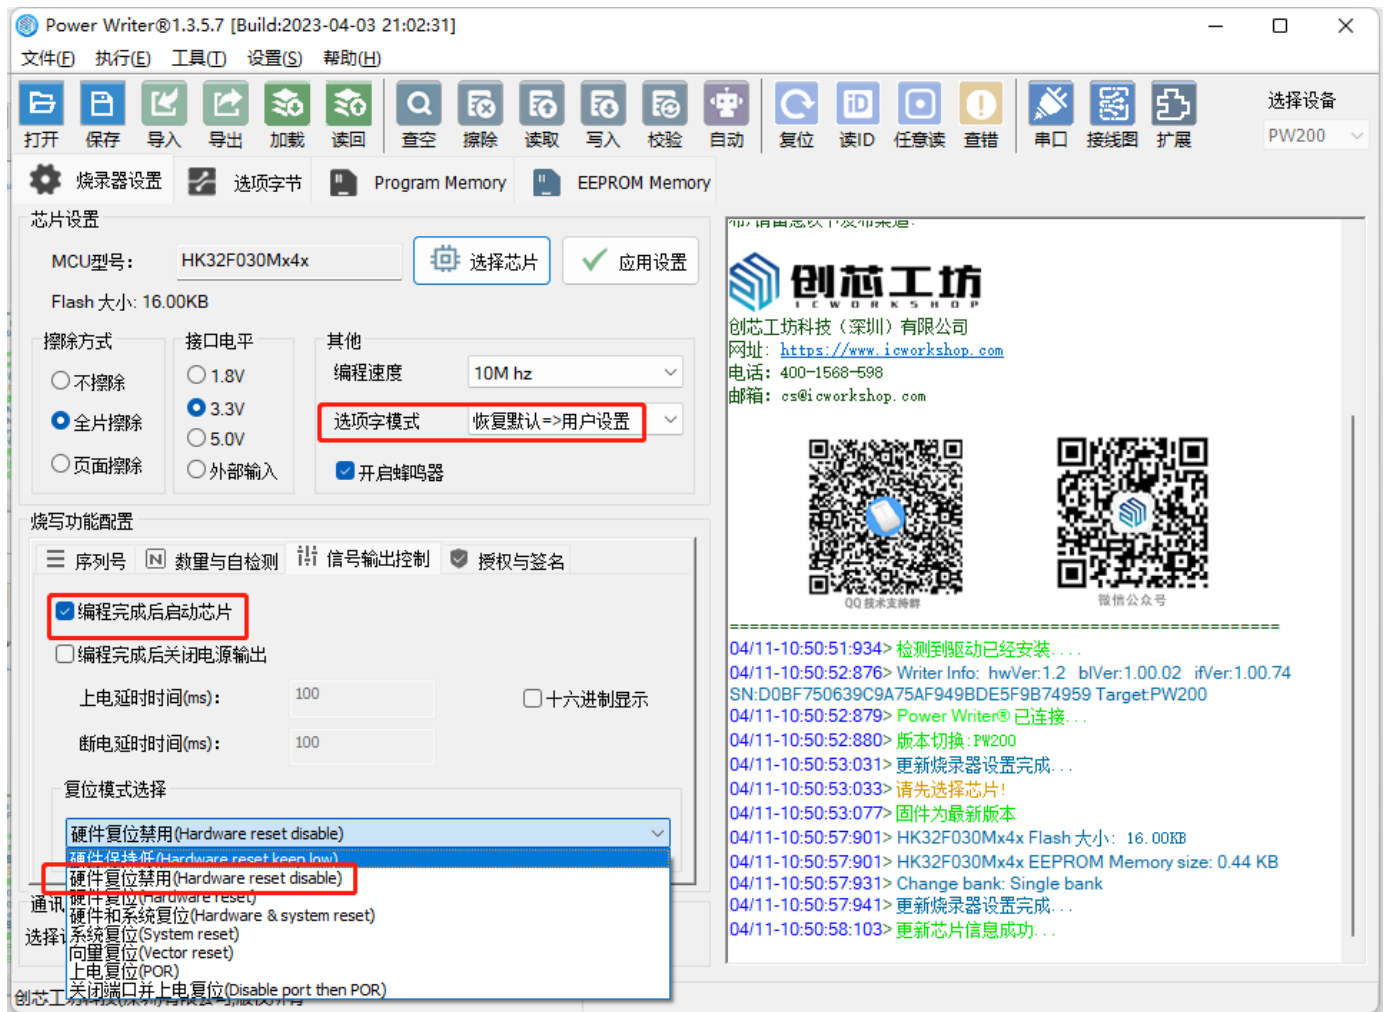 Power Writer®1.3.5.7 [Build:2023-04-03 21:02:31]
文件(F) 执行(E) 工具(T) 设置(S) 帮助(H)
打开 保存 导入 导出 加载 读回 查空 擦除 读取 写入 校验 自动 复位 读ID 任意读 查错 串口 接线图 扩展
选择设备
PW200
烧录器设置 选项字节 Program Memory EEPROM Memory
芯片设置
MCU型号: HK32F030Mx4x 选择芯片 应用设置
Flash 大小: 16.00KB
擦除方式 接口电平 其他
不擦除
全片擦除
页面擦除
1.8V
3.3V
5.0V
外部输入
编程速度 10M hz
选项字模式 恢复默认=>用户设置
开启蜂鸣器
烧写功能配置
序列号 数量与自检测 信号输出控制 授权与签名
编程完成后启动芯片
编程完成后关闭电源输出
上电延时时间(ms): 100 十六进制显示
断电延时时间(ms): 100
复位模式选择
硬件复位禁用(Hardware reset disable)
硬件保持低(Hardware reset keep low)
硬件复位禁用(Hardware reset disable)
硬件复位(Hardware reset)
硬件和系统复位(Hardware & system reset)
系统复位(System reset)
向量复位(Vector reset)
上电复位(POR)
关闭端口并上电复位(Disable port then POR)
通讯
选择
创芯工坊
ICWORKSHOP
创芯工坊科技（深圳）有限公司
网址: https://www.icworkshop.com
电话: 400-1568-598
邮箱: cs@icworkshop.com
QQ技术支持群 微信公众号
================================================================
04/11-10:50:51:934> 检测到驱动已经安装....
04/11-10:50:52:876> Writer Info: hwVer:1.2 blVer:1.00.02 ifVer:1.00.74
SN:D0BF750639C9A75AF949BDE5F9B74959 Target:PW200
04/11-10:50:52:879> Power Writer® 已连接...
04/11-10:50:52:880> 版本切换:PW200
04/11-10:50:53:031> 更新烧录器设置完成...
04/11-10:50:53:033> 请先选择芯片!
04/11-10:50:53:077> 固件为最新版本
04/11-10:50:57:901> HK32F030Mx4x Flash 大小: 16.00KB
04/11-10:50:57:901> HK32F030Mx4x EEPROM Memory size: 0.44 KB
04/11-10:50:57:931> Change bank: Single bank
04/11-10:50:57:941> 更新烧录器设置完成...
04/11-10:50:58:103> 更新芯片信息成功...